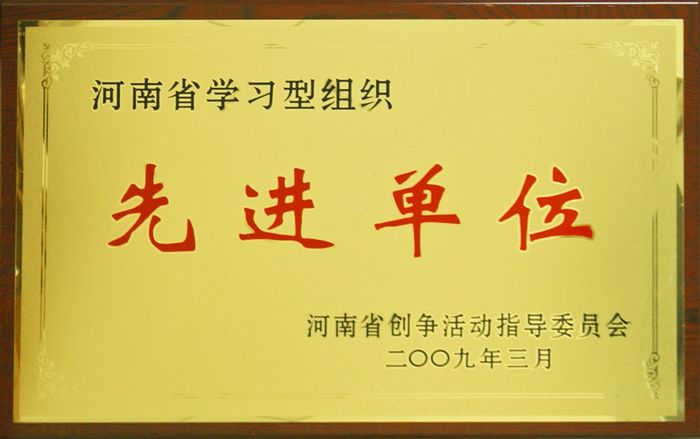 河南省学习型组织
先进单位
河南省创争活动指导委员会
二〇〇九年三月